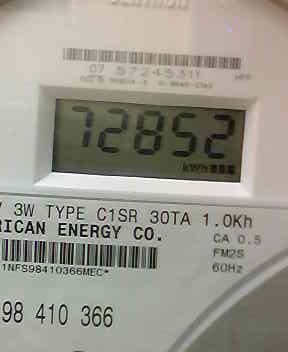 07 57245311
72852
kWh
V 3W TYPE C1SR 30TA 1.0Kh
RICAN ENERGY CO.
CA 0.5
FM2S
1NFS98410366MEC*
60Hz
98 410 366